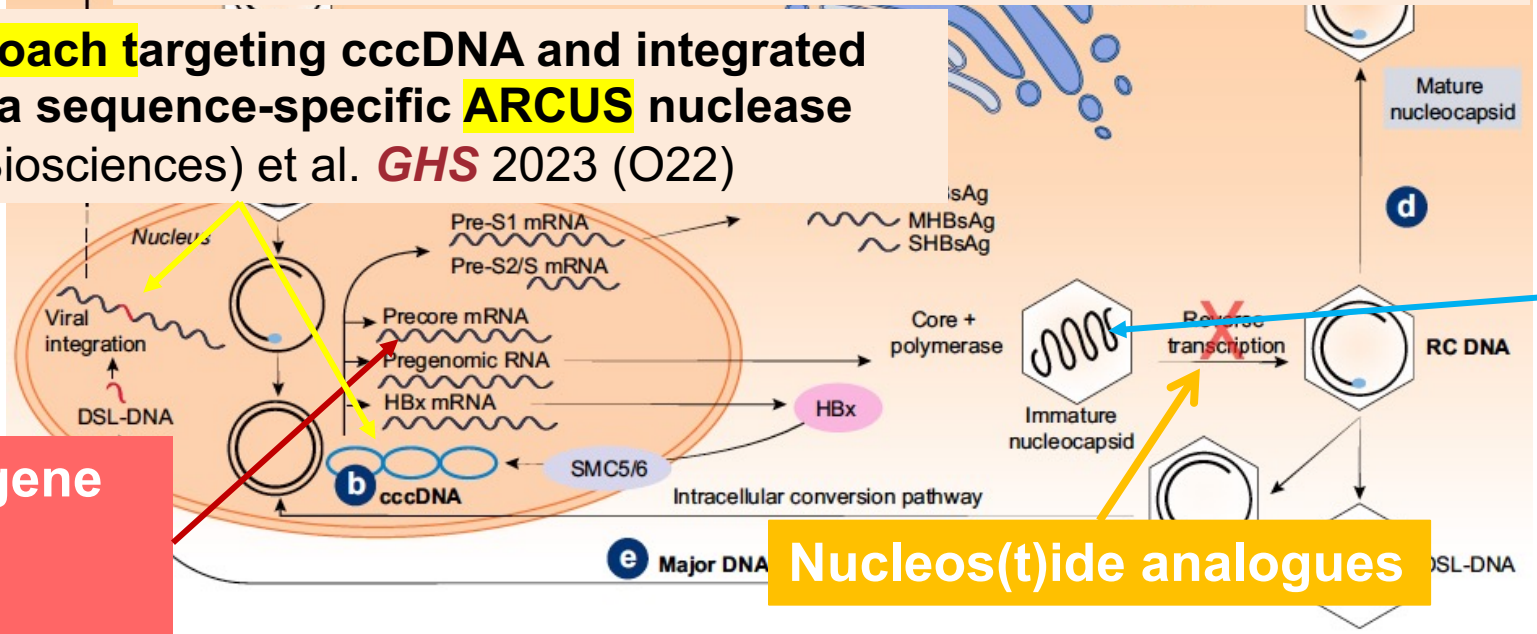 oach targeting cccDNA and integrated
a sequence-specific ARCUS nuclease
Biosciences) et al. GHS 2023 (O22)
Mature
nucleocapsid
d
sAg
MHBsAg
SHBsAg
Nucleus
Pre-S1 mRNA
Pre-S2/S mRNA
Viral
integration
Precore mRNA
Pregenomic RNA
HBx mRNA
DSL-DNA
Core +
polymerase
Reverse
transcription
X
RC DNA
Immature
nucleocapsid
HBx
SMC5/6
b
cccDNA
Intracellular conversion pathway
gene
e Major DNA
Nucleos(t)ide analogues
DSL-DNA